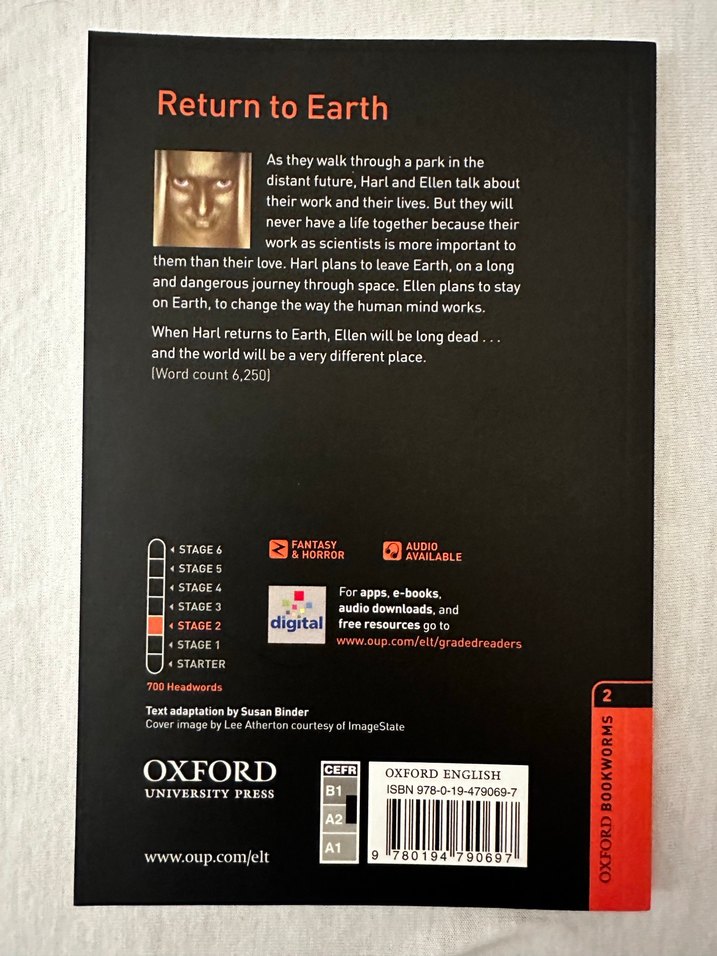 Return to Earth
As they walk through a park in the
distant future, Harl and Ellen talk about
their work and their lives. But they will
never have a life together because their
work as scientists is more important to
them than their love. Harl plans to leave Earth, on a long
and dangerous journey through space. Ellen plans to stay
on Earth, to change the way the human mind works.
When Harl returns to Earth, Ellen will be long dead . . .
and the world will be a very different place.
(Word count 6,250)
STAGE 6
STAGE 5
STAGE 4
STAGE 3
STAGE 2
STAGE 1
STARTER
700 Headwords
FANTASY
& HORROR
AUDIO
AVAILABLE
digital
For apps, e-books,
audio downloads, and
free resources go to
www.oup.com/elt/gradedreaders
Text adaptation by Susan Binder
Cover image by Lee Atherton courtesy of ImageState
OXFORD
UNIVERSITY PRESS
www.oup.com/elt
CEFR
B1
A2
A1
OXFORD ENGLISH
ISBN 978-0-19-479069-7
9 780194 790697
2
OXFORD BOOKWORMS